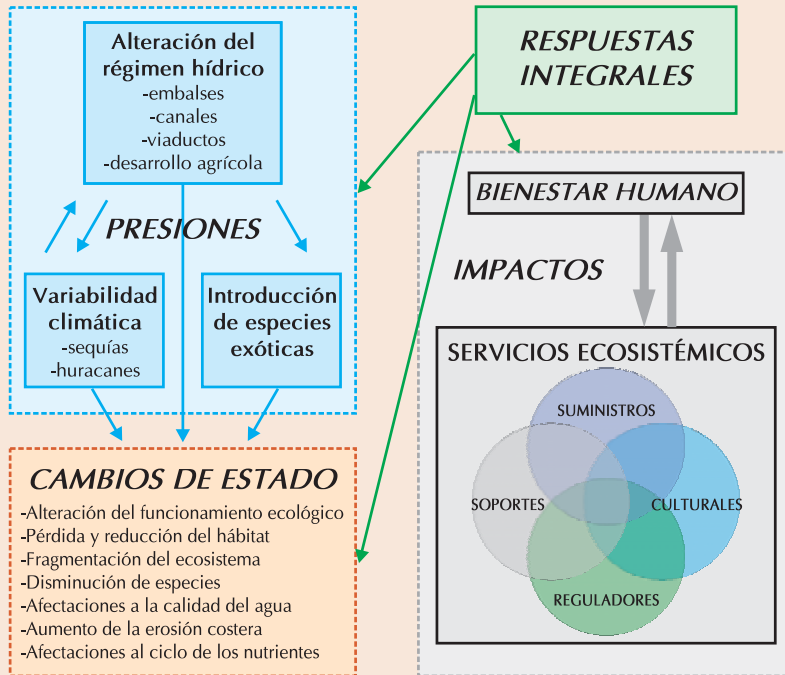 Alteración del
régimen hídrico
-embalses
-canales
-viaductos
-desarrollo agrícola
PRESIONES
Variabilidad
climática
-sequías
-huracanes
Introducción
de especies
exóticas
CAMBIOS DE ESTADO
-Alteración del funcionamiento ecológico
-Pérdida y reducción del hábitat
-Fragmentación del ecosistema
-Disminución de especies
-Afectaciones a la calidad del agua
-Aumento de la erosión costera
-Afectaciones al ciclo de los nutrientes
RESPUESTAS
INTEGRALES
BIENESTAR HUMANO
IMPACTOS
SERVICIOS ECOSISTÉMICOS
SUMINISTROS
SOPORTES
CULTURALES
REGULADORES